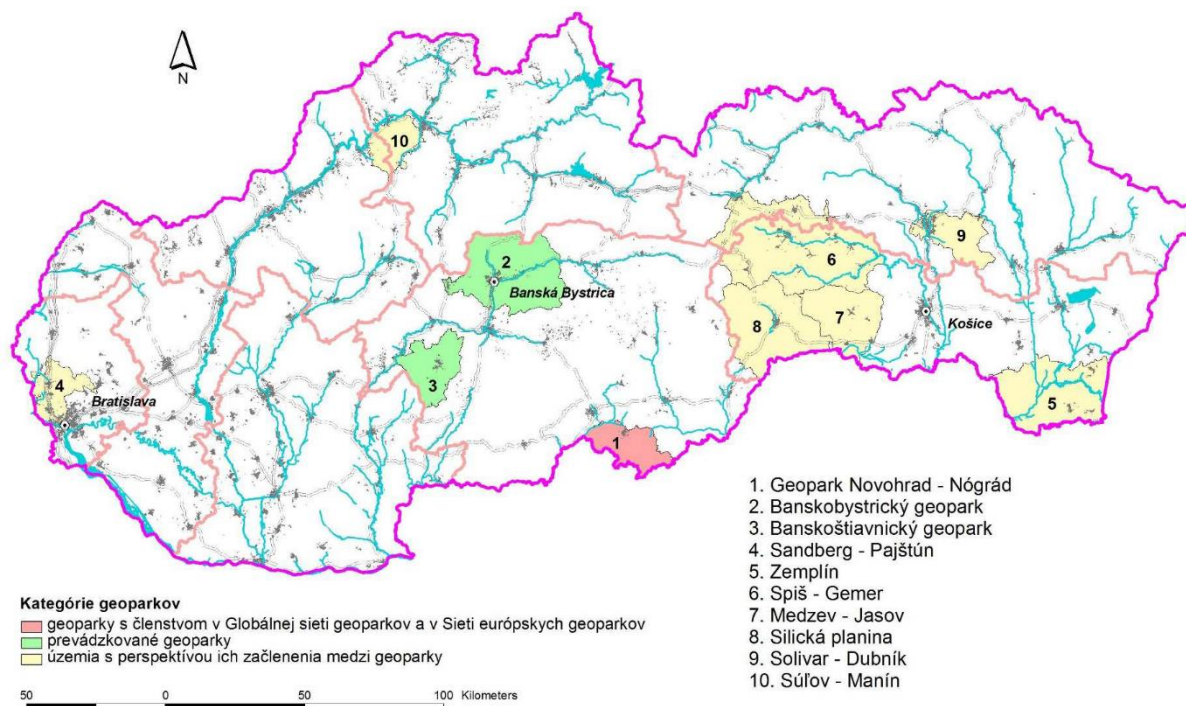 N
10
2
Banská Bystrica
9
6
7
8
Košice
3
4
Bratislava
5
1
1. Geopark Novohrad - Nógrád
2. Banskobystrický geopark
3. Banskoštiavnický geopark
4. Sandberg - Pajštún
5. Zemplín
6. Spiš - Gemer
7. Medzev - Jasov
8. Silická planina
9. Solivar - Dubník
10. Súľov - Manín
Kategórie geoparkov
geoparky s členstvom v Globálnej sieti geoparkov a v Sieti európskych geoparkov
prevádzkované geoparky
územia s perspektívou ich začlenenia medzi geoparky
50 0 50 100 Kilometers